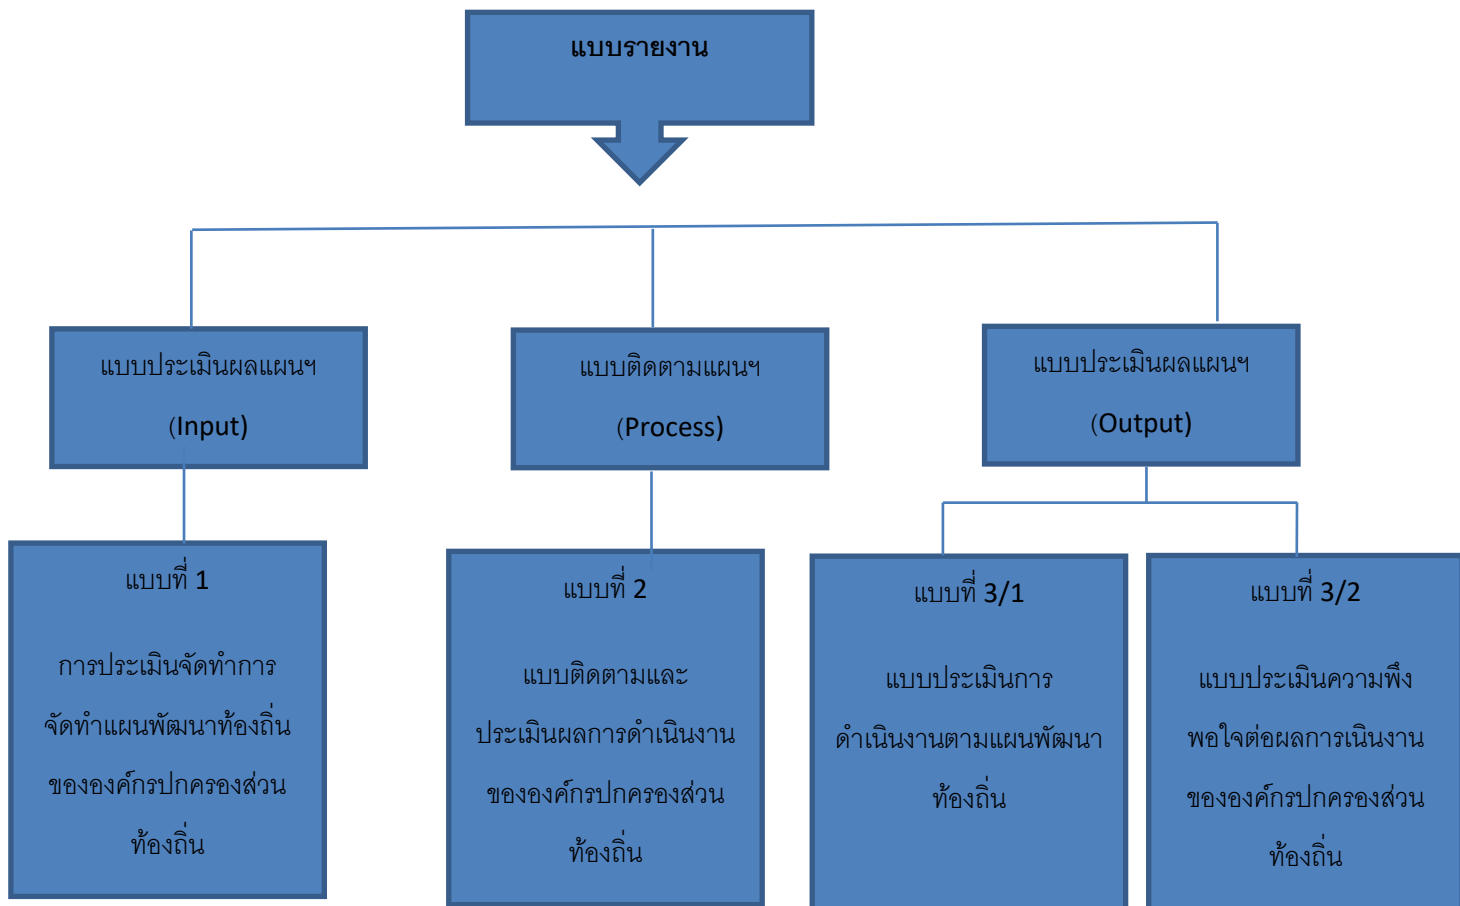 แบบรายงาน
แบบประเมินผลแผนฯ
(Input)
แบบติดตามแผนฯ
(Process)
แบบประเมินผลแผนฯ
(Output)
แบบที่ 1
การประเมินจัดทำการ
จัดทำแผนพัฒนาท้องถิ่น
ขององค์กรปกครองส่วน
ท้องถิ่น
แบบที่ 2
แบบติดตามและ
ประเมินผลการดำเนินงาน
ขององค์กรปกครองส่วน
ท้องถิ่น
แบบที่ 3/1
แบบประเมินการ
ดำเนินงานตามแผนพัฒนา
ท้องถิ่น
แบบที่ 3/2
แบบประเมินความพึง
พอใจต่อผลการเนินงาน
ขององค์กรปกครองส่วน
ท้องถิ่น